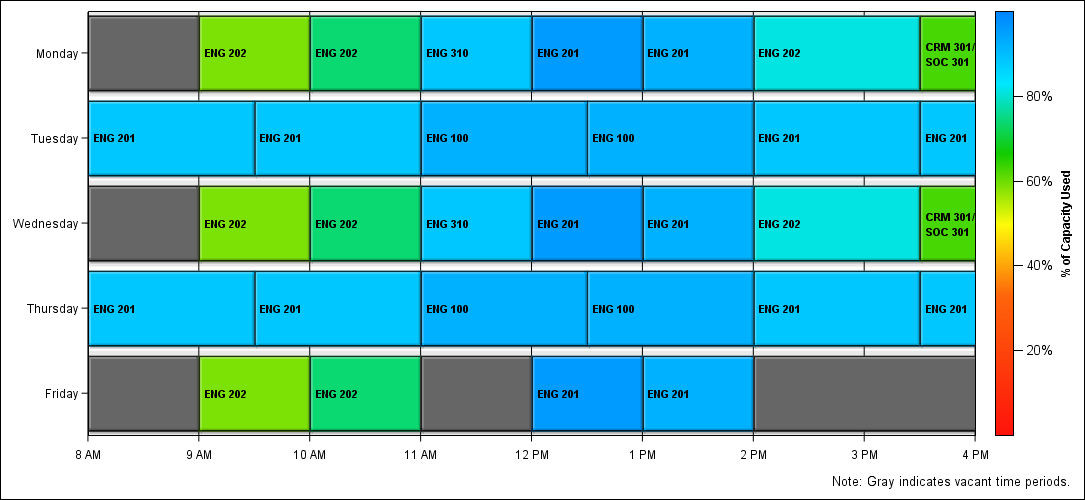 Monday
ENG 202
ENG 202
ENG 310
ENG 201
ENG 201
ENG 202
CRM 301/
SOC 301
Tuesday
ENG 201
ENG 201
ENG 100
ENG 100
ENG 201
ENG 201
Wednesday
ENG 202
ENG 202
ENG 310
ENG 201
ENG 201
ENG 202
CRM 301/
SOC 301
Thursday
ENG 201
ENG 201
ENG 100
ENG 100
ENG 201
ENG 201
Friday
ENG 202
ENG 202
ENG 201
ENG 201
8 AM
9 AM
10 AM
11 AM
12 PM
1 PM
2 PM
3 PM
4 PM
80%
60%
40%
20%
% of Capacity Used
Note: Gray indicates vacant time periods.